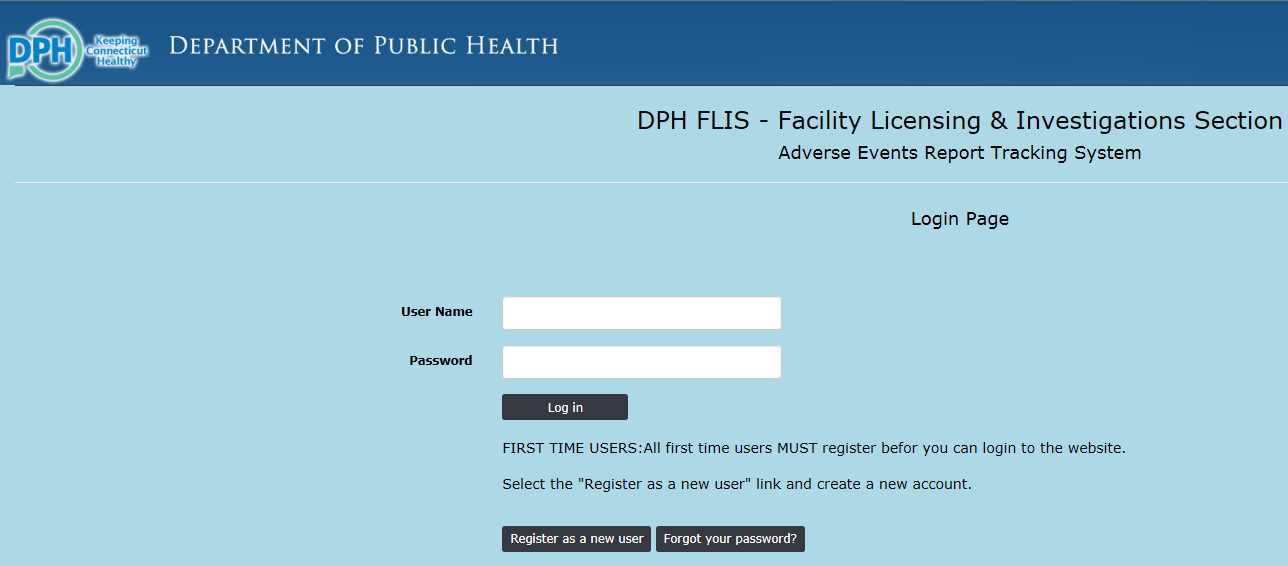 DPH Keeping Connecticut Healthy
DEPARTMENT OF PUBLIC HEALTH
DPH FLIS - Facility Licensing & Investigations Section
Adverse Events Report Tracking System
Login Page
User Name
Password
Log in
FIRST TIME USERS:All first time users MUST register befor you can login to the website.
Select the "Register as a new user" link and create a new account.
Register as a new user Forgot your password?